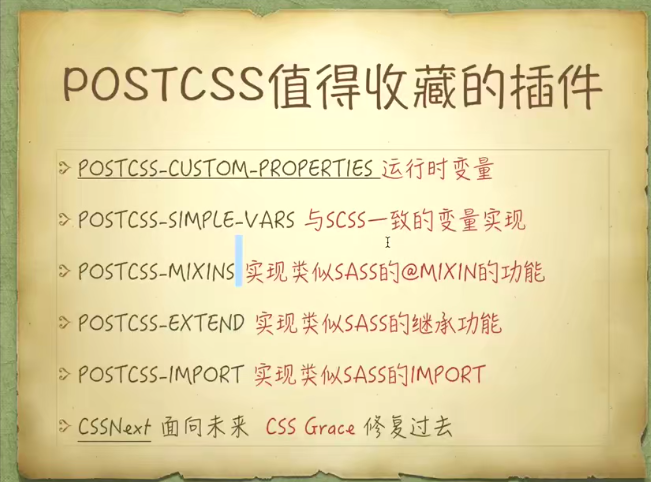 POSTCSS值得收藏的插件
POSTCSS-CUSTOM-PROPERTIES 运行时变量
POSTCSS-SIMPLE-VARS 与SCSS一致的变量实现
POSTCSS-MIXINS 实现类似SASS的@MIXIN的功能
POSTCSS-EXTEND 实现类似SASS的继承功能
POSTCSS-IMPORT 实现类似SASS的IMPORT
CSSNext 面向未来 CSS Grace 修复过去